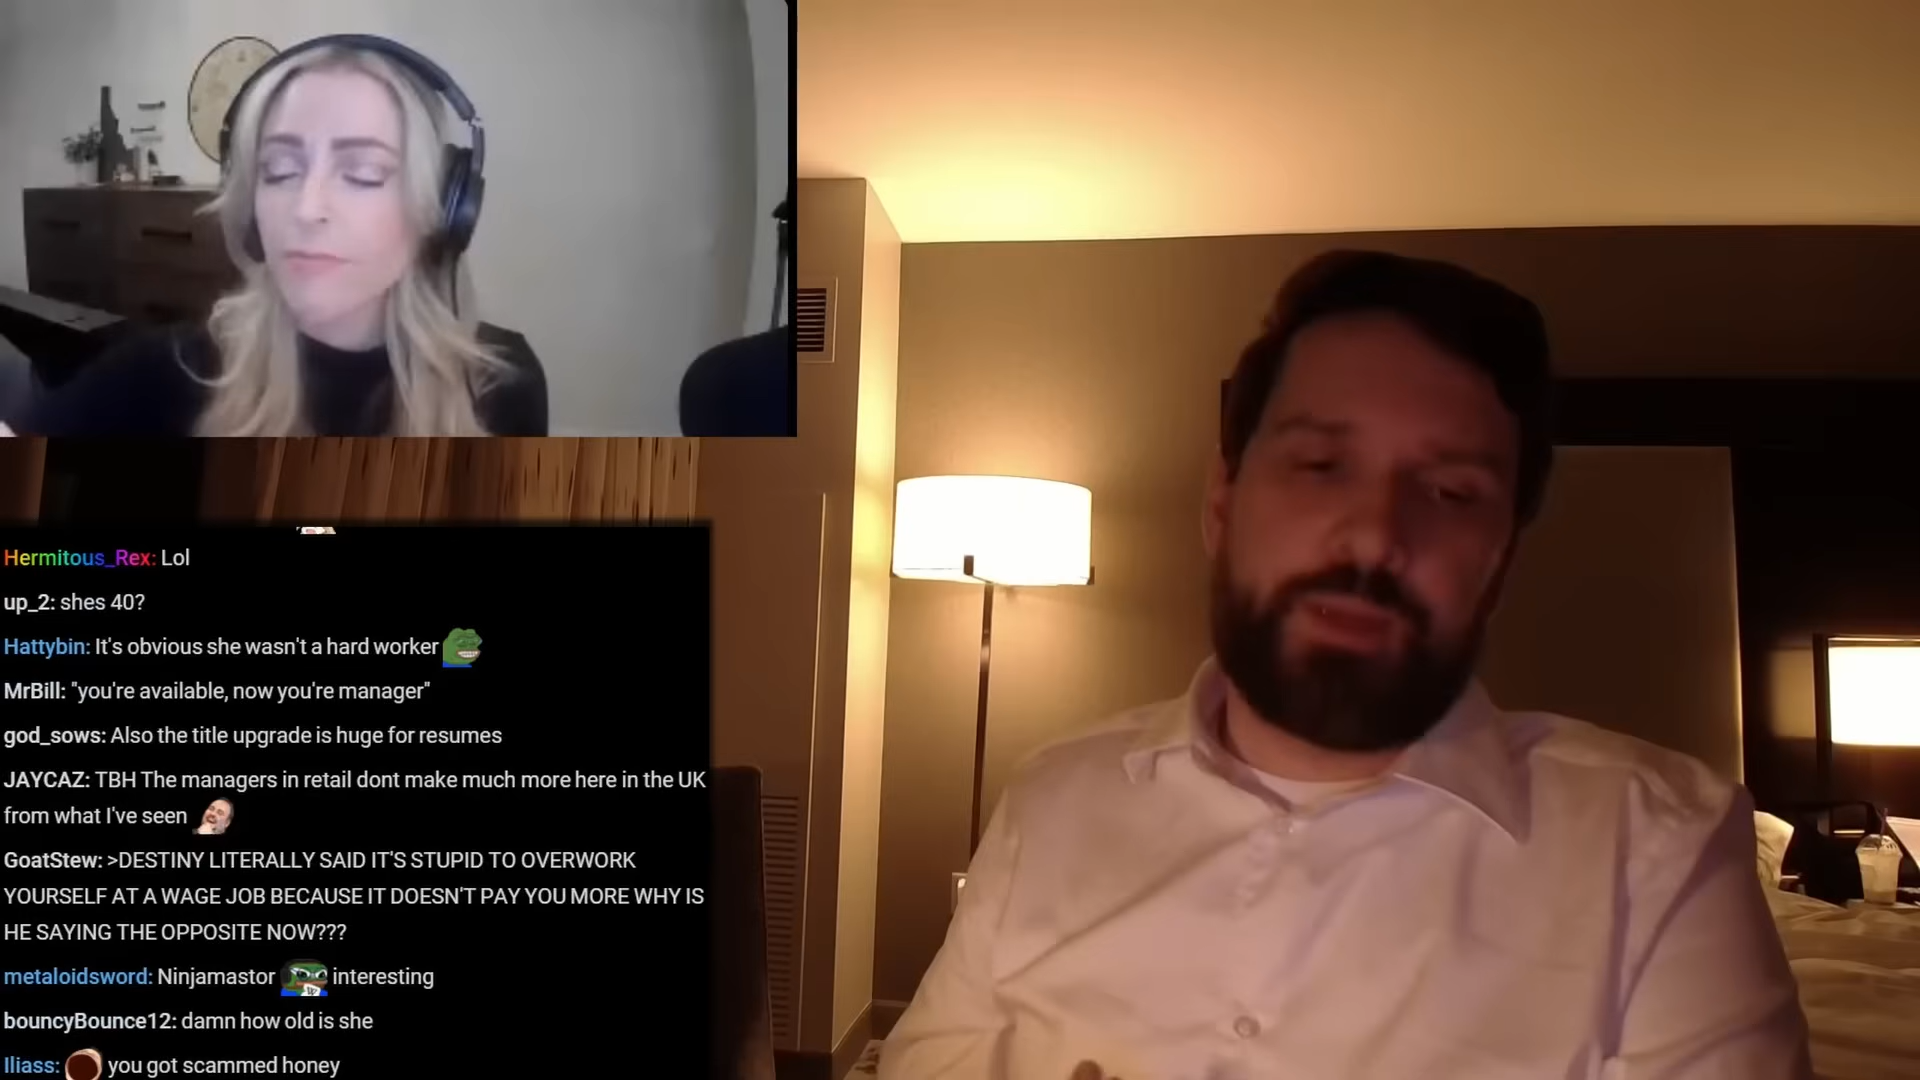 Hermitous_Rex: Lol
up_2: shes 40?
Hattybin: It's obvious she wasn't a hard worker
MrBill: "you're available, now you're manager"
god_sows: Also the title upgrade is huge for resumes
JAYCAZ: TBH The managers in retail dont make much more here in the UK
from what I've seen
GoatStew: >DESTINY LITERALLY SAID IT'S STUPID TO OVERWORK
YOURSELF AT A WAGE JOB BECAUSE IT DOESN'T PAY YOU MORE WHY IS
HE SAYING THE OPPOSITE NOW???
metaloidsword: Ninjamastor interesting
bouncyBounce12: damn how old is she
Iliass: you got scammed honey